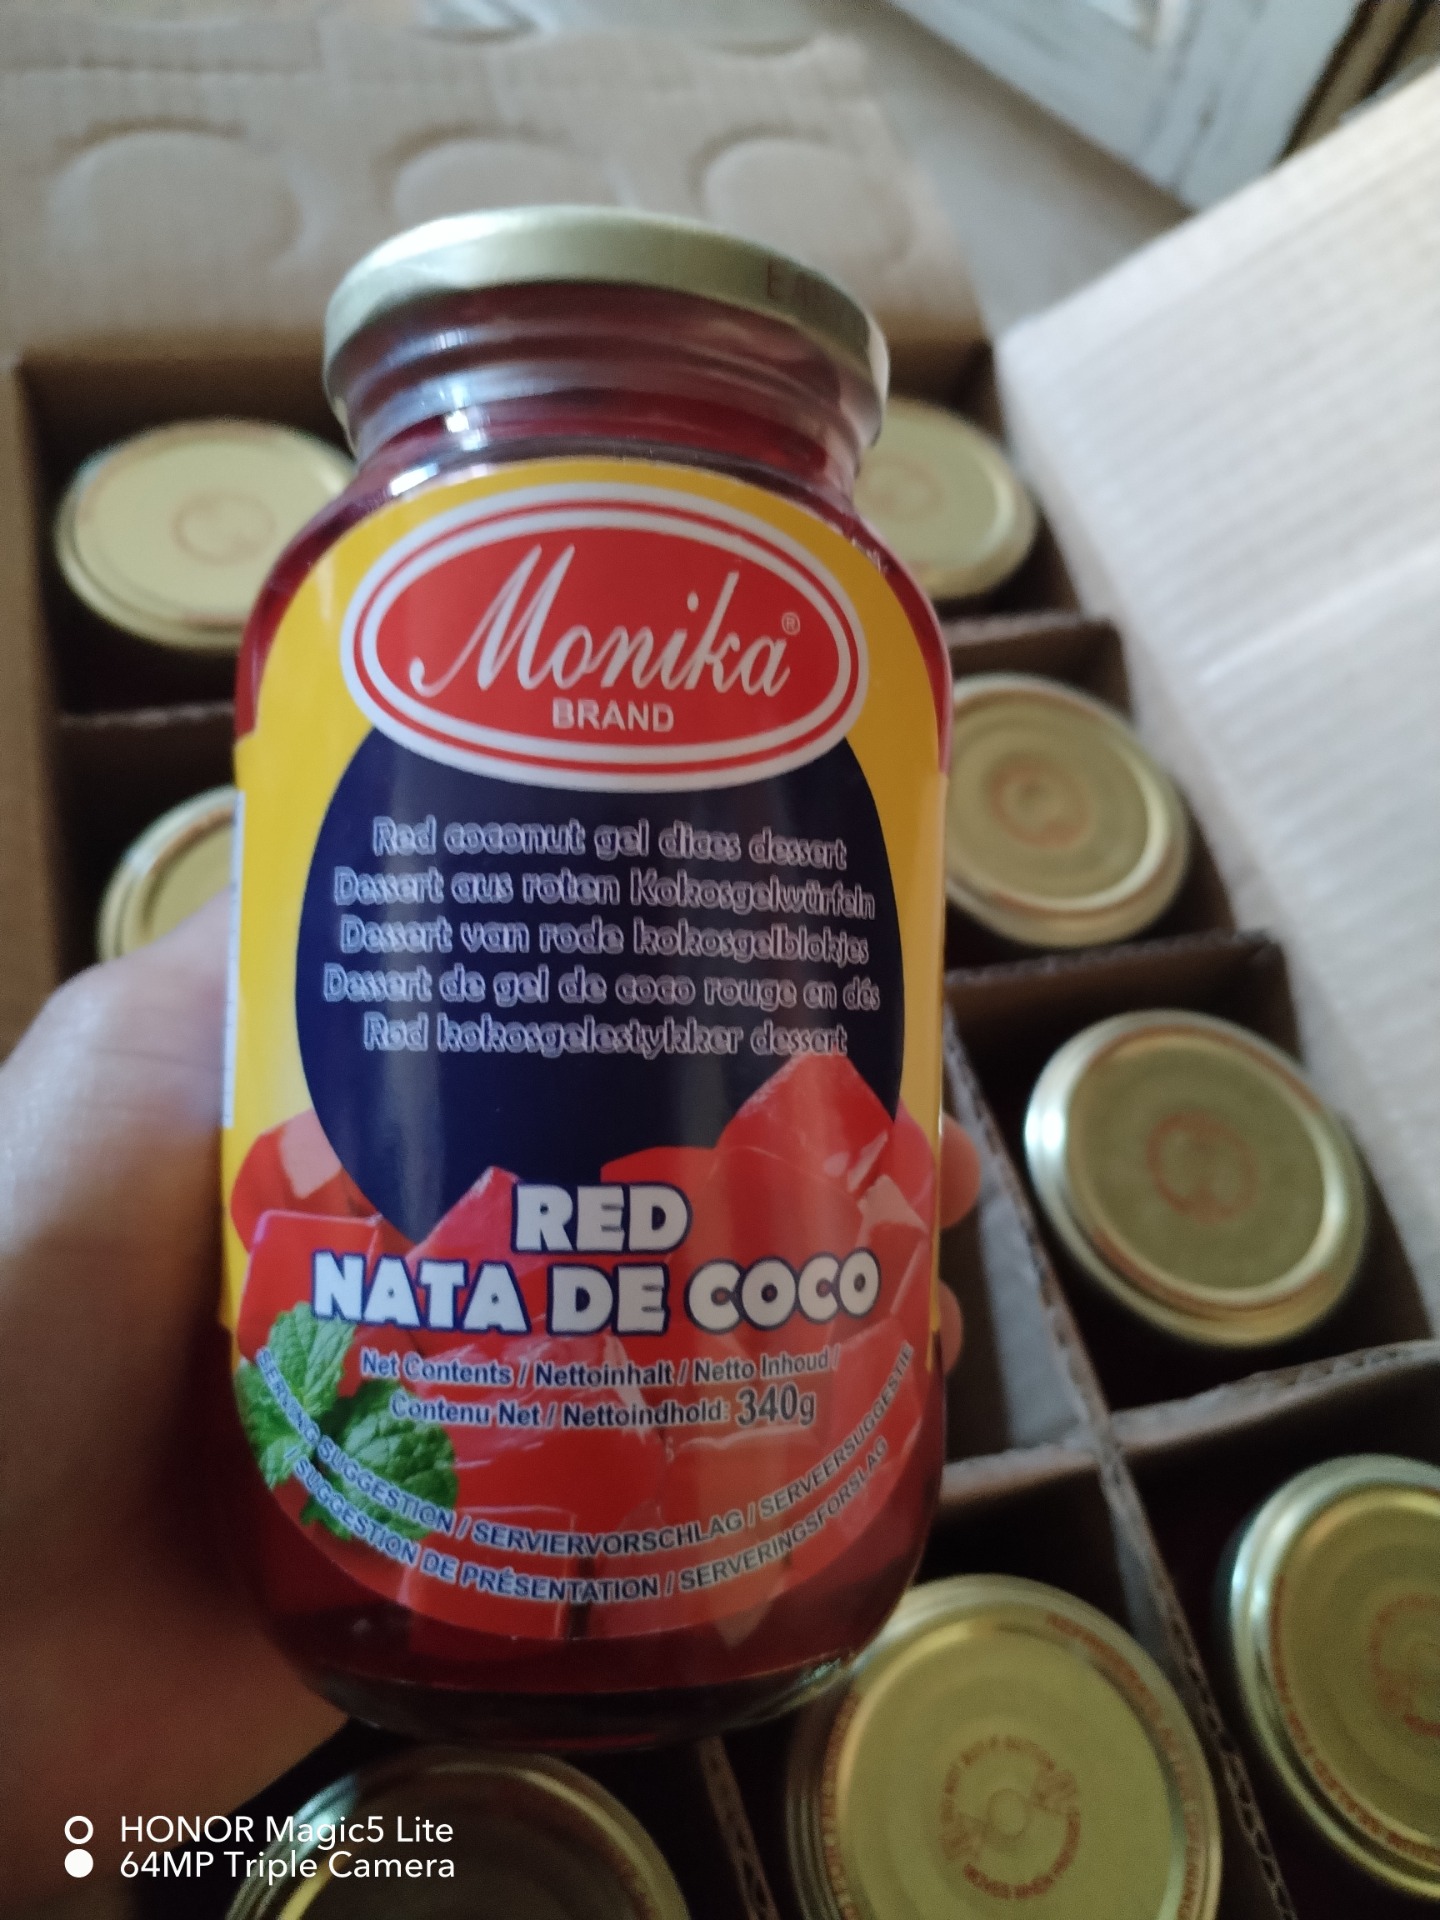 Monika®
BRAND
Red coconut gel dices dessert
Dessert aus roten Kokosgelwürfeln
Dessert van rode kokosgelblokjes
Dessert de gel de coco rouge en dés
Rød kokosgelestykker dessert
RED
NATA DE COCO
Net Contents / Nettoinhalt / Netto Inhoud /
Contenu Net / Nettoindhold: 340g
SERVING SUGGESTION / SERVIERVORSCHLAG / SERVEERSUGGESTIE
/ SUGGESTION DE PRÉSENTATION / SERVERINGSFORSLAG
HONOR Magic5 Lite
64MP Triple Camera